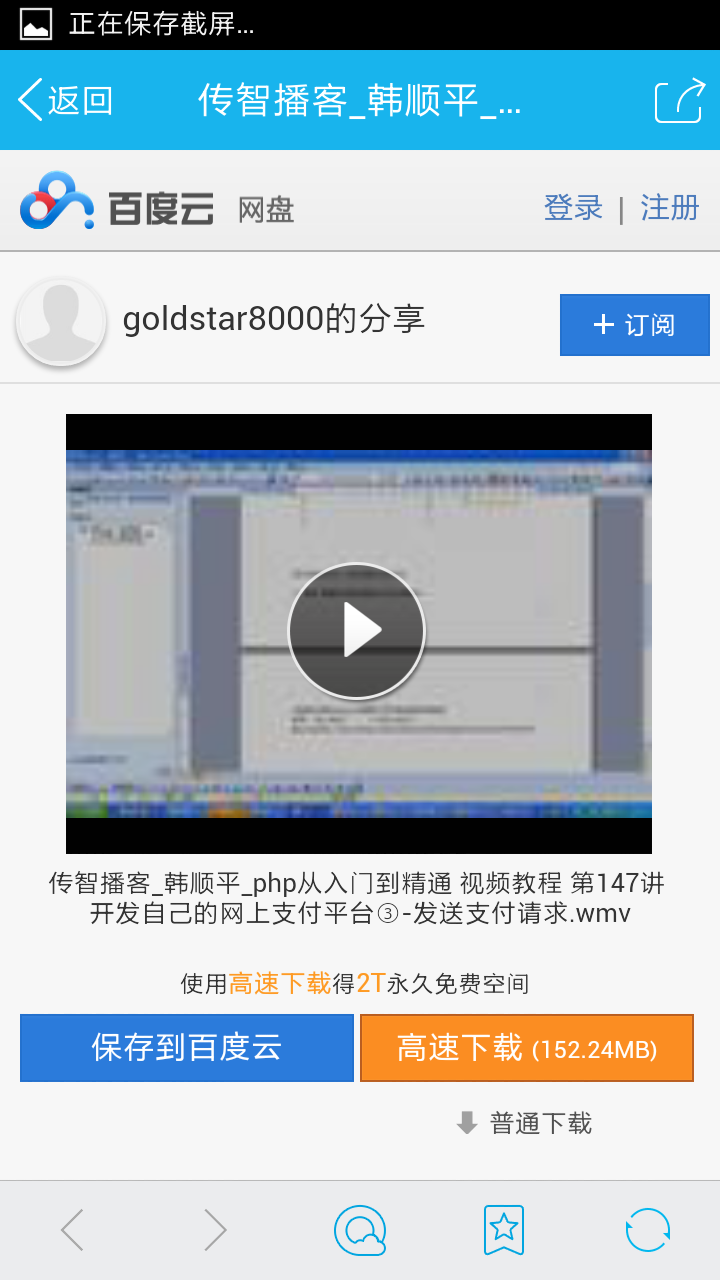 正在保存截屏...
返回 传智播客_韩顺平_...
百度云 网盘 登录 | 注册
goldstar8000的分享
+ 订阅
传智播客_韩顺平_php从入门到精通 视频教程 第147讲
开发自己的网上支付平台③-发送支付请求.wmv
使用高速下载得2T永久免费空间
保存到百度云 高速下载 (152.24MB)
普通下载